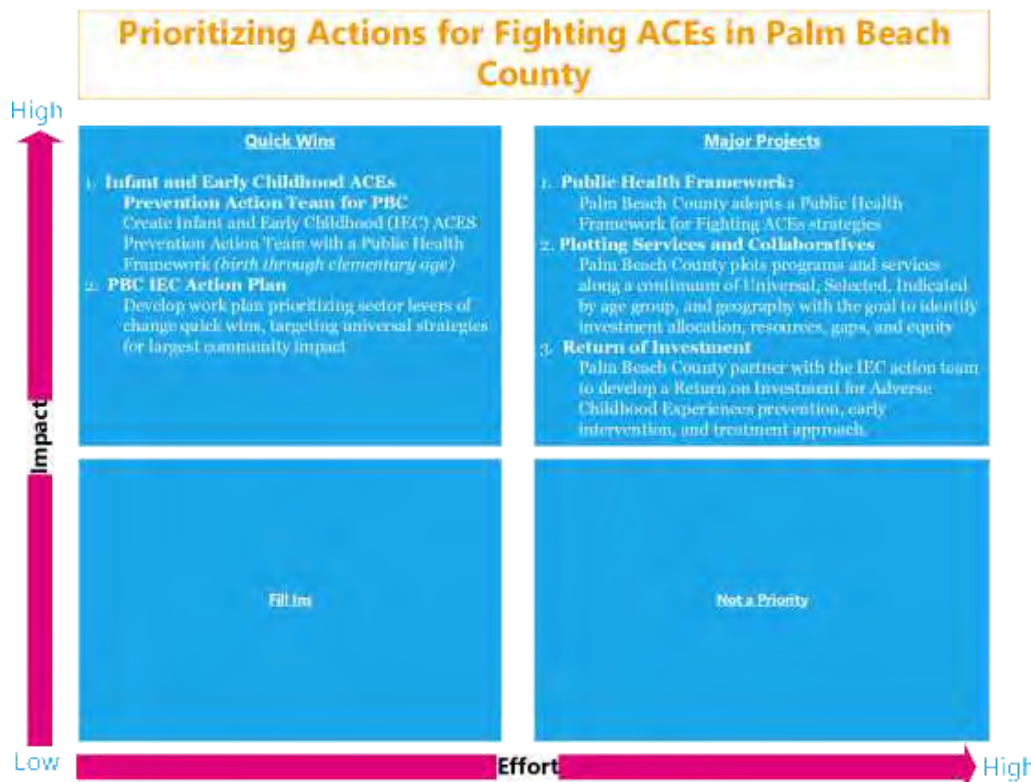 Prioritizing Actions for Fighting ACEs in Palm Beach
County
High
Quick Wins
1. Infant and Early Childhood ACEs
Prevention Action Team for PBC
Create Infant and Early Childhood (IEC) ACES
Prevention Action Team with a Public Health
Framework (birth through elementary age)
2. PBC IEC Action Plan
Develop work plan prioritizing sector levers of
change quick wins, targeting universal strategies
for largest community impact
Major Projects
1. Public Health Framework:
Palm Beach County adopts a Public Health
Framework for Fighting ACEs strategies
2. Plotting Services and Collaboratives
Palm Beach County plots programs and services
along a continuum of Universal, Selected, Indicated
by age group, and geography with the goal to identify
investment allocation, resources, gaps, and equity
3. Return of Investment
Palm Beach County partner with the IEC action team
to develop a Return on Investment for Adverse
Childhood Experiences prevention, early
intervention, and treatment approach.
Impact
Fill Ins
Not a Priority
Low
Effort
High